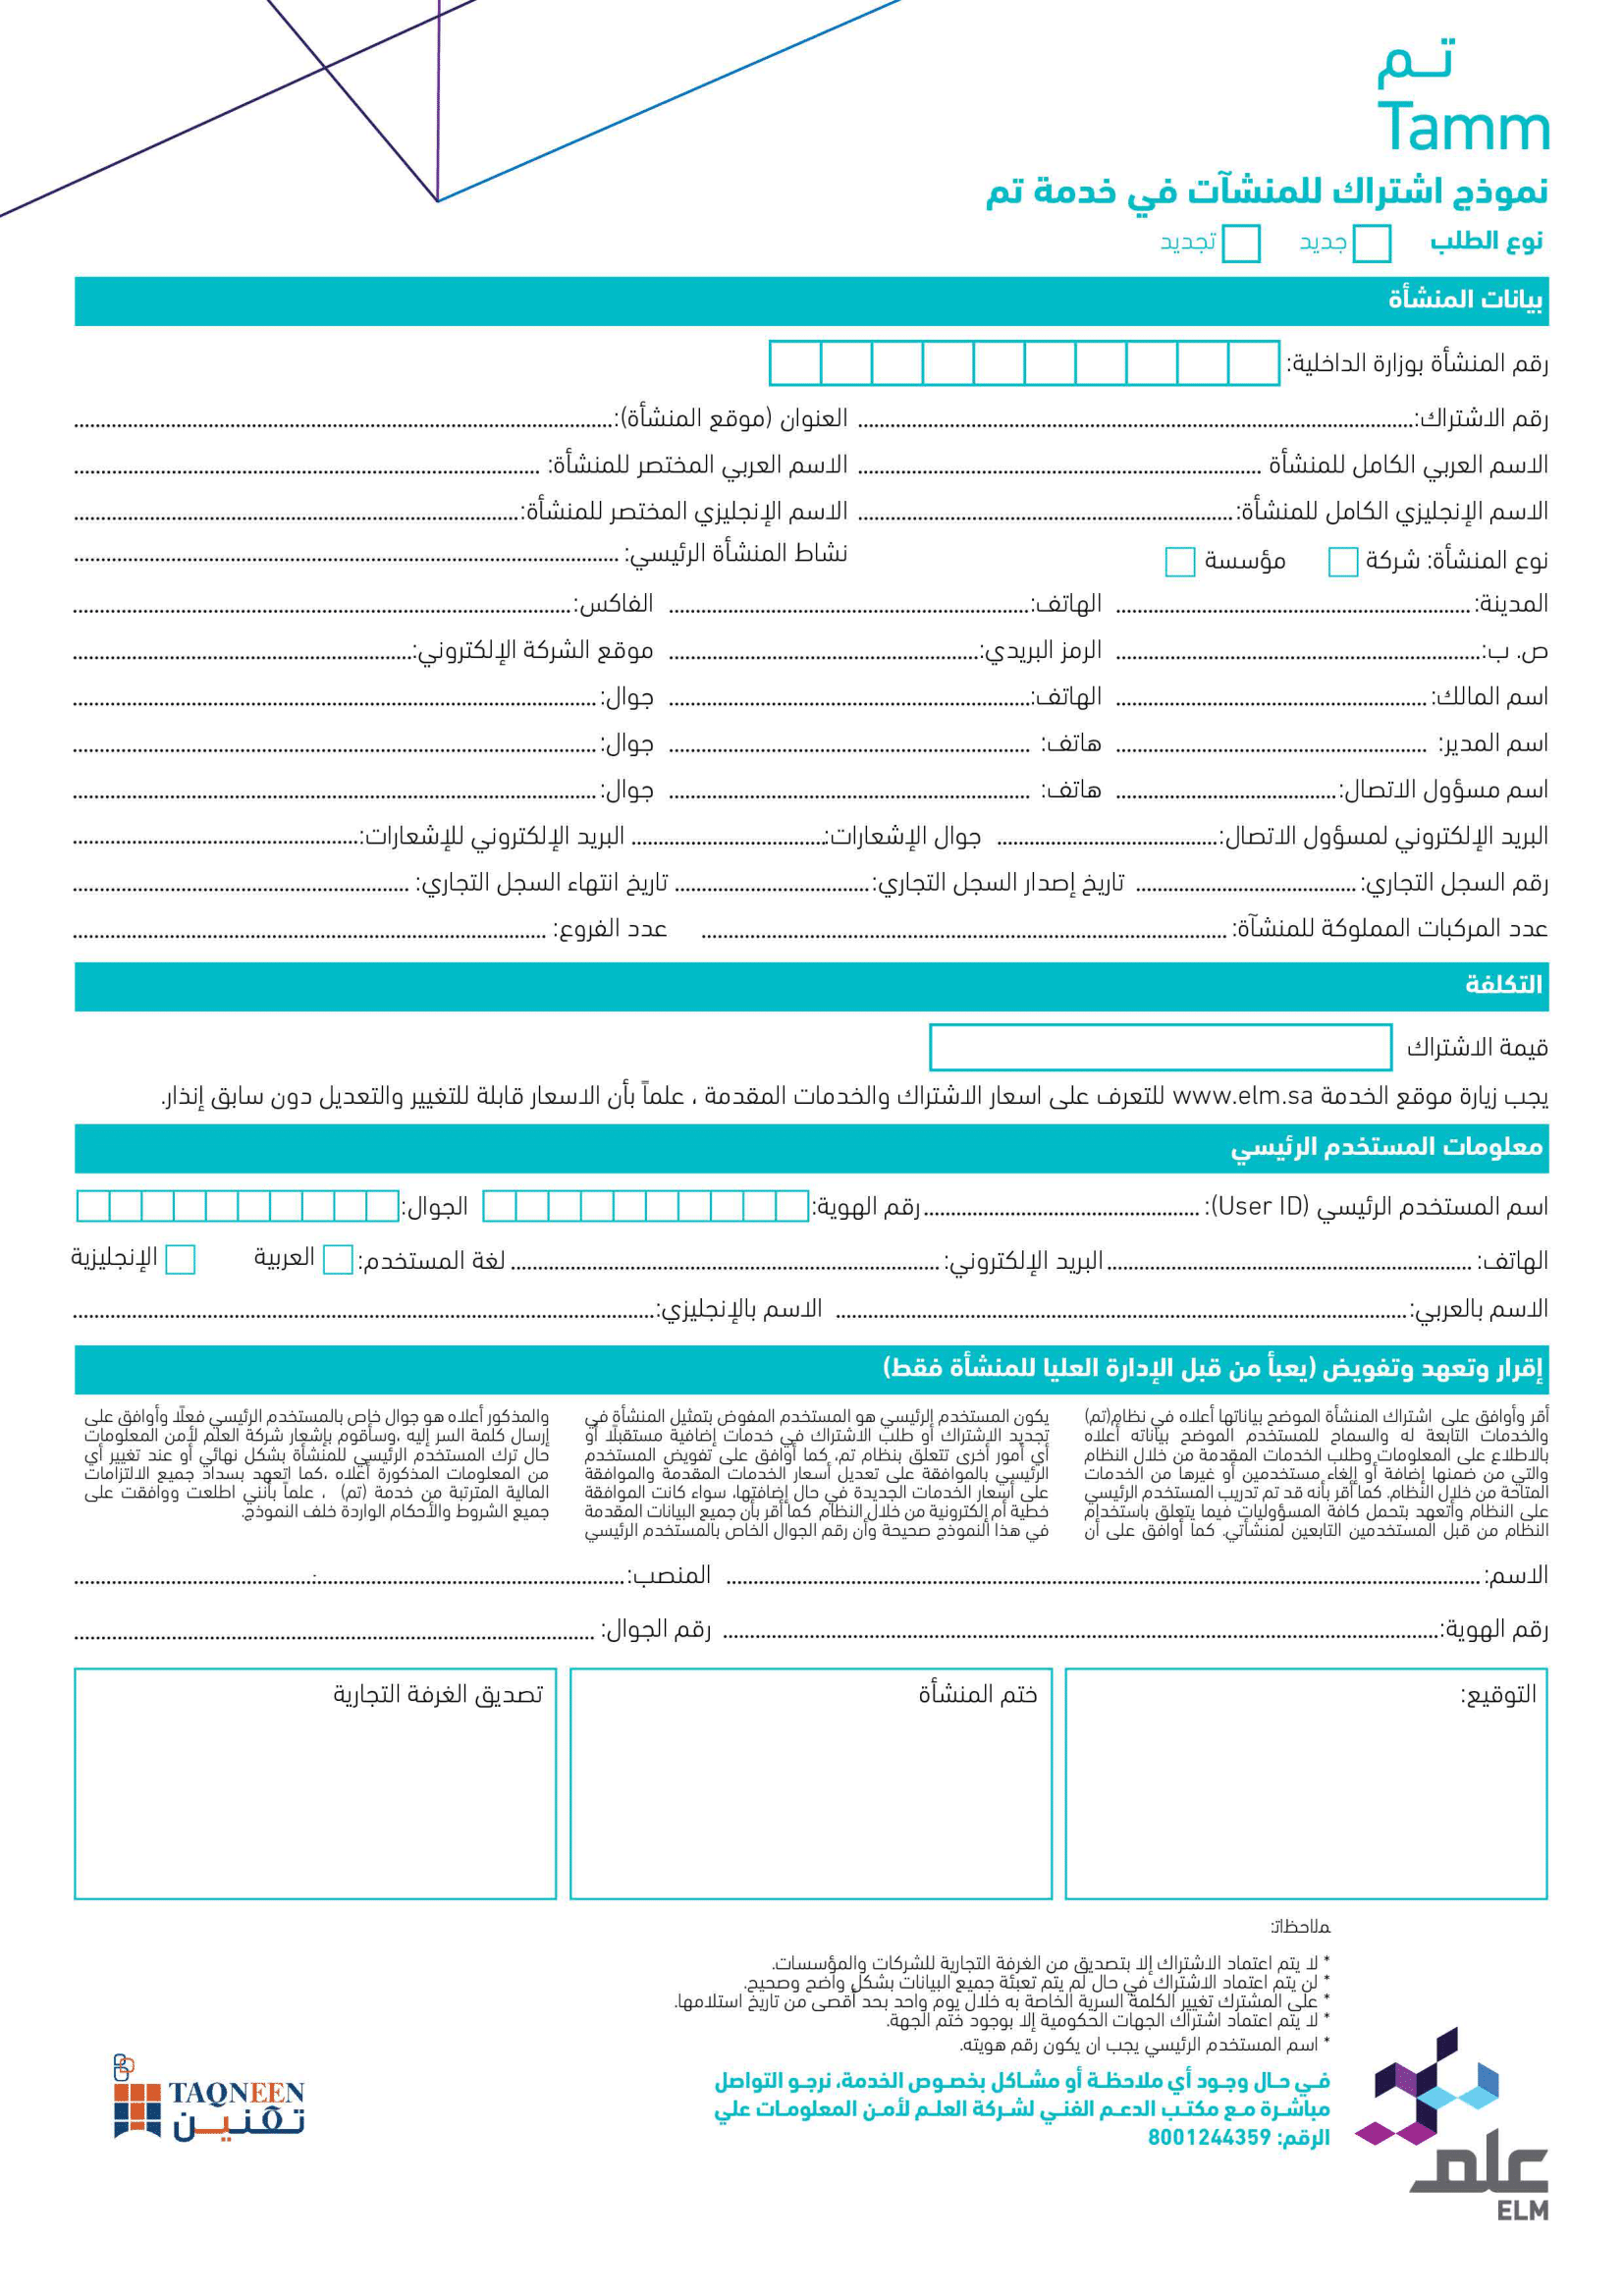 تم
Tamm
نموذج اشتراك للمنشآت في خدمة تم
نوع الطلب جديد تجديد
بيانات المنشأة
رقم المنشأة بوزارة الداخلية:
رقم الاشتراك: العنوان (موقع المنشأة):
الاسم العربي الكامل للمنشأة الاسم العربي المختصر للمنشأة:
الاسم الإنجليزي الكامل للمنشأة: الاسم الإنجليزي المختصر للمنشأة:
نوع المنشأة: شركة مؤسسة نشاط المنشأة الرئيسي:
المدينة: الهاتف: الفاكس:
ص. ب: الرمز البريدي: موقع الشركة الإلكتروني:
اسم المالك: الهاتف: جوال:
اسم المدير: هاتف: جوال:
اسم مسؤول الاتصال: هاتف: جوال:
البريد الإلكتروني لمسؤول الاتصال: جوال الإشعارات: البريد الإلكتروني للإشعارات:
رقم السجل التجاري: تاريخ إصدار السجل التجاري: تاريخ انتهاء السجل التجاري:
عدد المركبات المملوكة للمنشآة: عدد الفروع:
التكلفة
قيمة الاشتراك
يجب زيارة موقع الخدمة www.elm.sa للتعرف على اسعار الاشتراك والخدمات المقدمة ، علماً بأن الاسعار قابلة للتغيير والتعديل دون سابق إنذار.
معلومات المستخدم الرئيسي
اسم المستخدم الرئيسي (User ID): رقم الهوية: الجوال:
الهاتف: البريد الإلكتروني: لغة المستخدم: العربية الإنجليزية
الاسم بالعربي: الاسم بالإنجليزي:
إقرار وتعهد وتفويض (يعبأ من قبل الإدارة العليا للمنشأة فقط)
أقر وأوافق على اشتراك المنشأة الموضح بياناتها أعلاه في نظام(تم)
والخدمات التابعة له والسماح للمستخدم الموضح بياناته أعلاه
بالاطلاع على المعلومات وطلب الخدمات المقدمة من خلال النظام
والتي من ضمنها إضافة أو إلغاء مستخدمين أو غيرها من الخدمات
المتاحة من خلال النظام. كما أقر بأنه قد تم تدريب المستخدم الرئيسي
على النظام وأتعهد بتحمل كافة المسؤوليات فيما يتعلق باستخدام
النظام من قبل المستخدمين التابعين لمنشأتي. كما أوافق على أن
يكون المستخدم الرئيسي هو المستخدم المفوض بتمثيل المنشأة في
تجديد الإشتراك أو طلب الاشتراك في خدمات إضافية مستقبلًا أو
أي أمور أخرى تتعلق بنظام تم، كما أوافق على تفويض المستخدم
الرئيسي بالموافقة على تعديل أسعار الخدمات المقدمة والموافقة
على أسعار الخدمات الجديدة في حال إضافتها، سواء كانت الموافقة
خطية أم إلكترونية من خلال النظام كما أقر بأن جميع البيانات المقدمة
في هذا النموذج صحيحة وأن رقم الجوال الخاص بالمستخدم الرئيسي
والمذكور أعلاه هو جوال خاص بالمستخدم الرئيسي فعلًا وأوافق على
إرسال كلمة السر إليه ،وسأقوم بإشعار شركة العلم لأمن المعلومات
حال ترك المستخدم الرئيسي للمنشأة بشكل نهائي أو عند تغيير أي
من المعلومات المذكورة أعلاه ،كما اتعهد بسداد جميع الالتزامات
المالية المترتبة من خدمة (تم) ، علماً بأنني اطلعت ووافقت على
جميع الشروط والأحكام الواردة خلف النموذج.
الاسم: المنصب:
رقم الهوية: رقم الجوال:
التوقيع: ختم المنشأة تصديق الغرفة التجارية
ملاحظات:
* لا يتم اعتماد الاشتراك إلا بتصديق من الغرفة التجارية للشركات والمؤسسات.
* لن يتم اعتماد الاشتراك في حال لم يتم تعبئة جميع البيانات بشكل واضح وصحيح.
* على المشترك تغيير الكلمة السرية الخاصة به خلال يوم واحد بحد أقصى من تاريخ استلامها.
* لا يتم اعتماد اشتراك الجهات الحكومية إلا بوجود ختم الجهة.
* اسم المستخدم الرئيسي يجب ان يكون رقم هويته.
في حال وجود أي ملاحظة أو مشاكل بخصوص الخدمة، نرجو التواصل
مباشرة مع مكتب الدعم الفني لشركة العلم لأمن المعلومات علي
الرقم: 8001244359
TAQNEEN
تقنين
علم
ELM